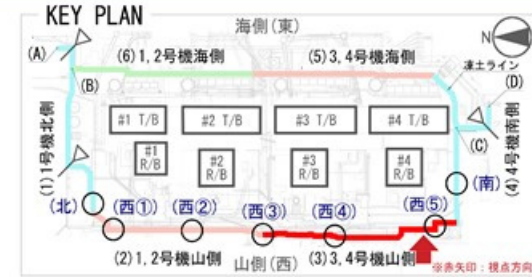 KEY PLAN
海側(東)
N
(A)
(6)1,2号機海側
(5)3,4号機海側
凍土ライン
(B)
(D)
#1 T/B
#2 T/B
#3 T/B
#4 T/B
(1)1号機北側
#1
R/B
#2
R/B
#3
R/B
#4
R/B
(C)
(4)4号機南側
(北)
(西①)
(西②)
(西③)
(西④)
(西⑤)
(南)
(2)1,2号機山側
(3)3,4号機山側
山側(西)
※赤矢印：視点方向